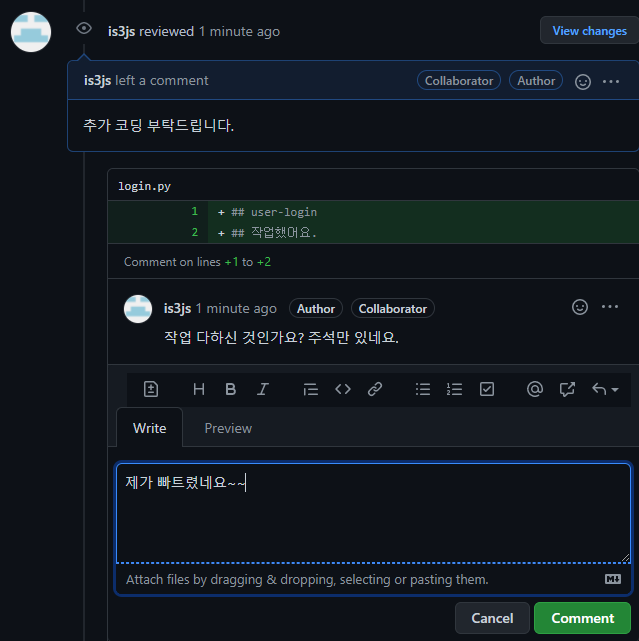 is3js reviewed 1 minute ago
View changes
is3js left a comment
Collaborator
Author
추가 코딩 부탁드립니다.
login.py
1 + ## user-login
2 + ## 작업했어요.
Comment on lines +1 to +2
is3js 1 minute ago Author Collaborator
작업 다하신 것인가요? 주석만 있네요.
Write
Preview
제가 빠트렸네요~~
Attach files by dragging & dropping, selecting or pasting them.
Cancel
Comment